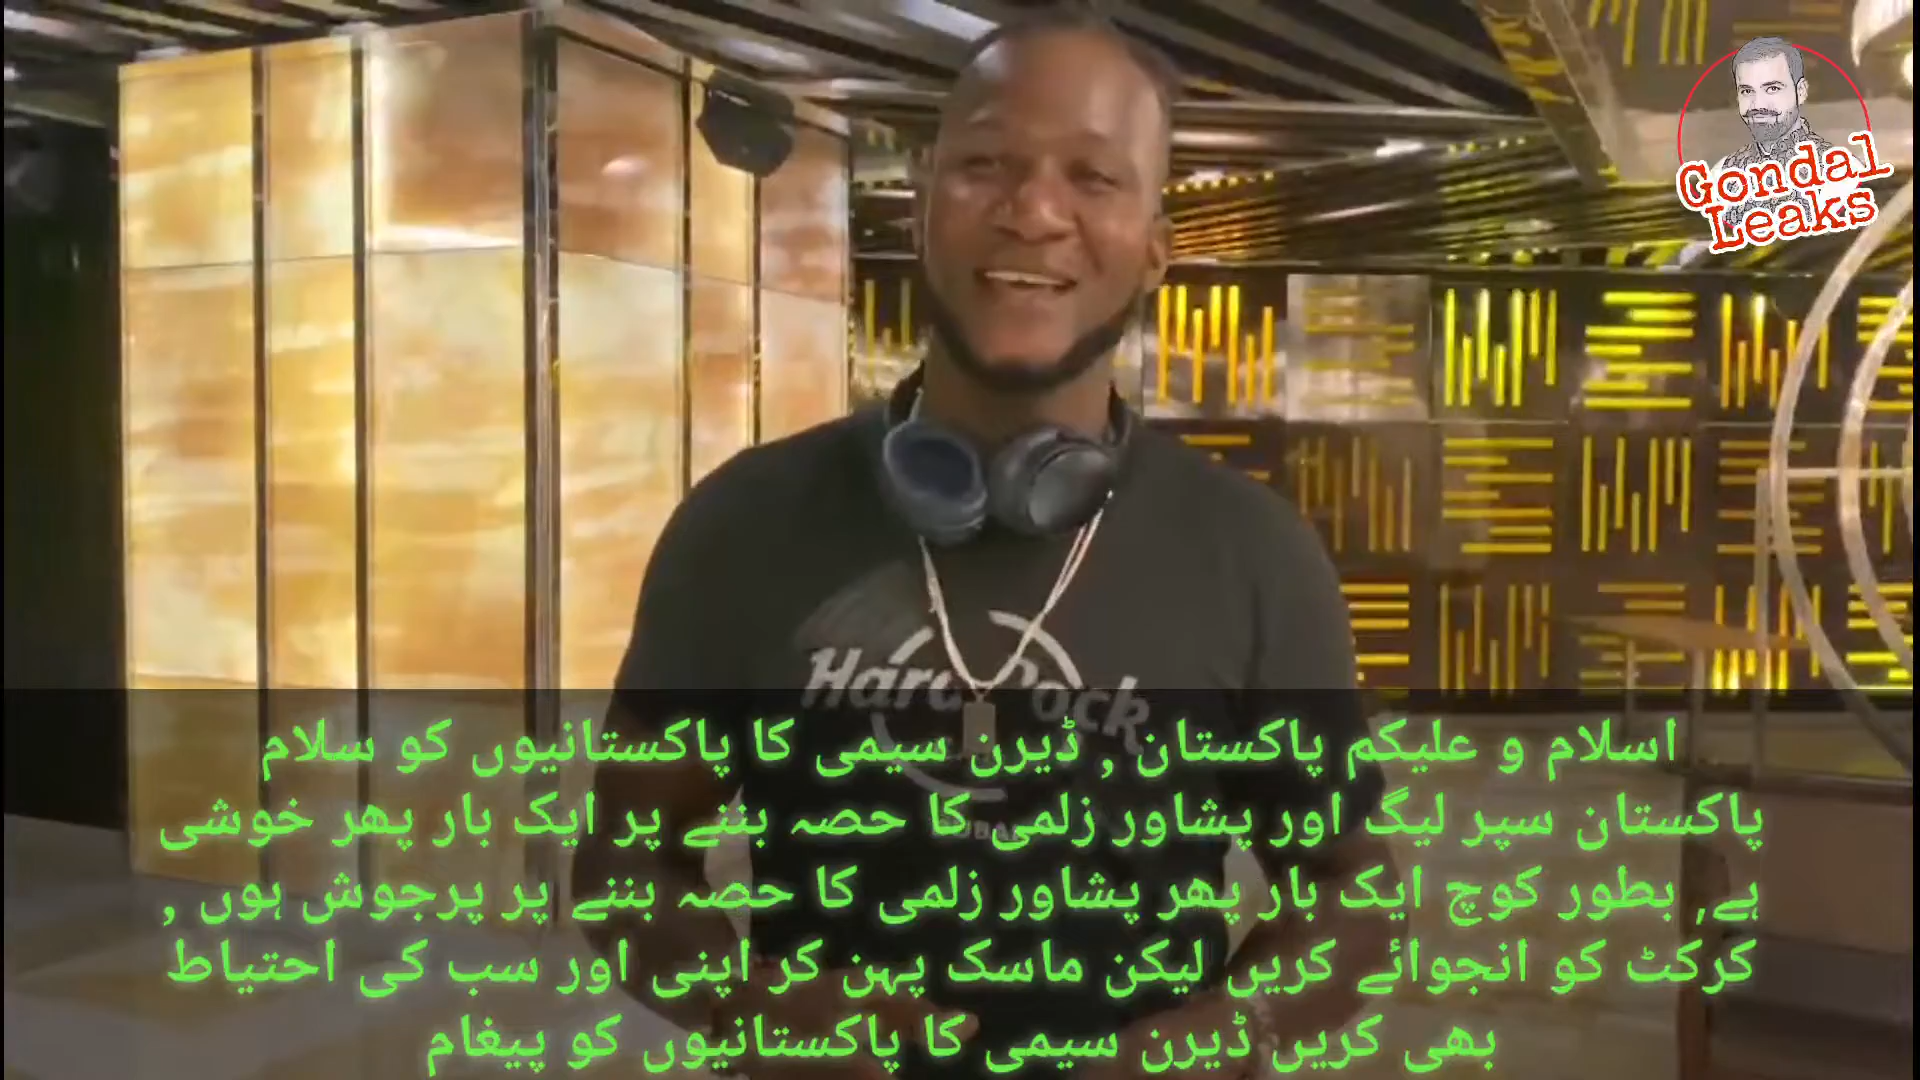 Gondal
Leaks
Hard Rock
اسلام و علیکم پاکستان , ڈیرن سیمی کا پاکستانیوں کو سلام
پاکستان سپر لیگ اور پشاور زلمی کا حصہ بننے پر ایک بار پھر خوشی
ہے, بطور کوچ ایک بار پھر پشاور زلمی کا حصہ بننے پر پرجوش ہوں ,
کرکٹ کو انجوائے کریں لیکن ماسک پہن کر اپنی اور سب کی احتیاط
بھی کریں ڈیرن سیمی کا پاکستانیوں کو پیغام